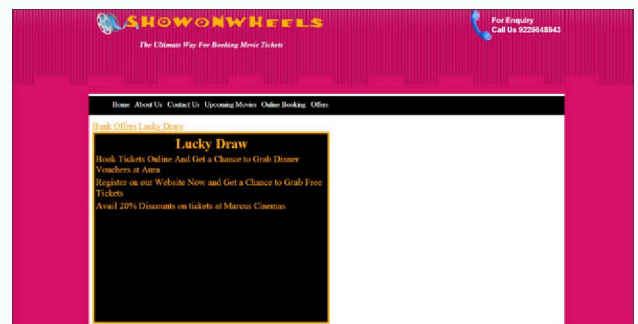 SHOWONWHEELS
The Ultimate Way For Booking Movie Tickets
For Enquiry
Call Us 9225648543
Home About Us Contact Us Upcoming Movies Online Booking Offers
Bank Offers Lucky Draw
Lucky Draw
Book Tickets Online And Get a Chance to Grab Dinner
Vouchers at Aura
Register on our Website Now and Get a Chance to Grab Free
Tickets
Avail 20% Discounts on tickets at Marcus Cinemas